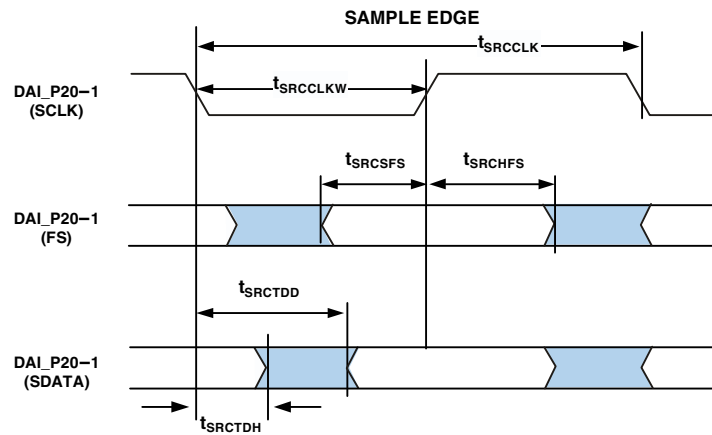 SAMPLE EDGE
tSRCCLK
DAI_P20–1
(SCLK)
tSRCCLKW
tSRCSFS
tSRCHFS
DAI_P20–1
(FS)
tSRCTDD
DAI_P20–1
(SDATA)
tSRCTDH